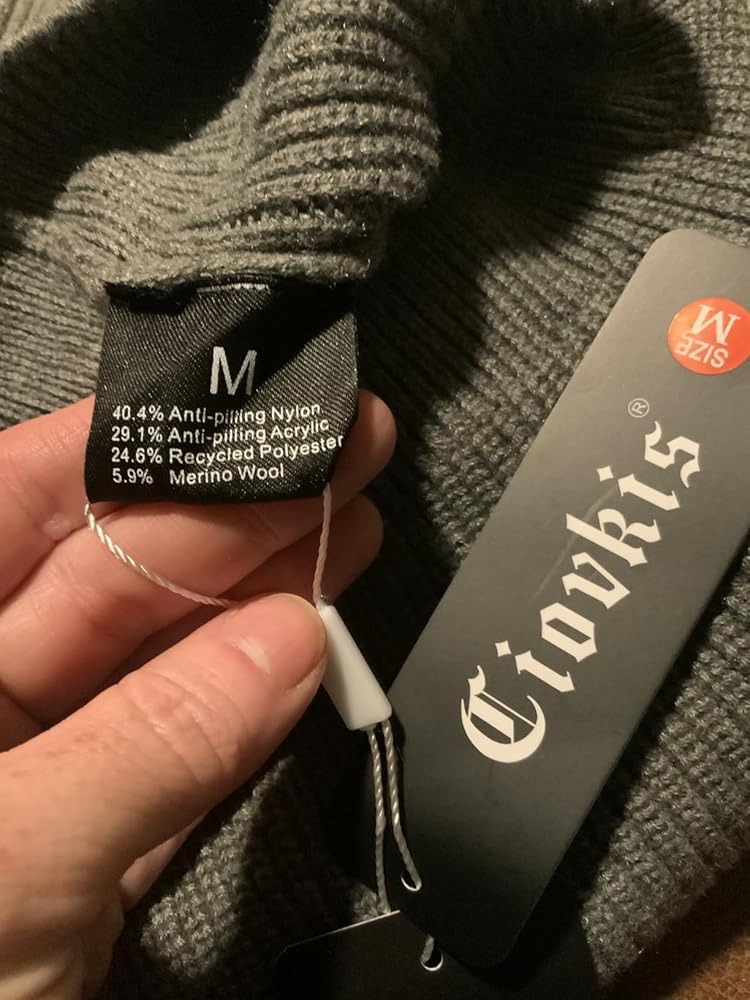 M
40.4% Anti-pilling Nylon
29.1% Anti-pilling Acrylic
24.6% Recycled Polyester
5.9% Merino Wool
SIZE
M
Ciovkis®